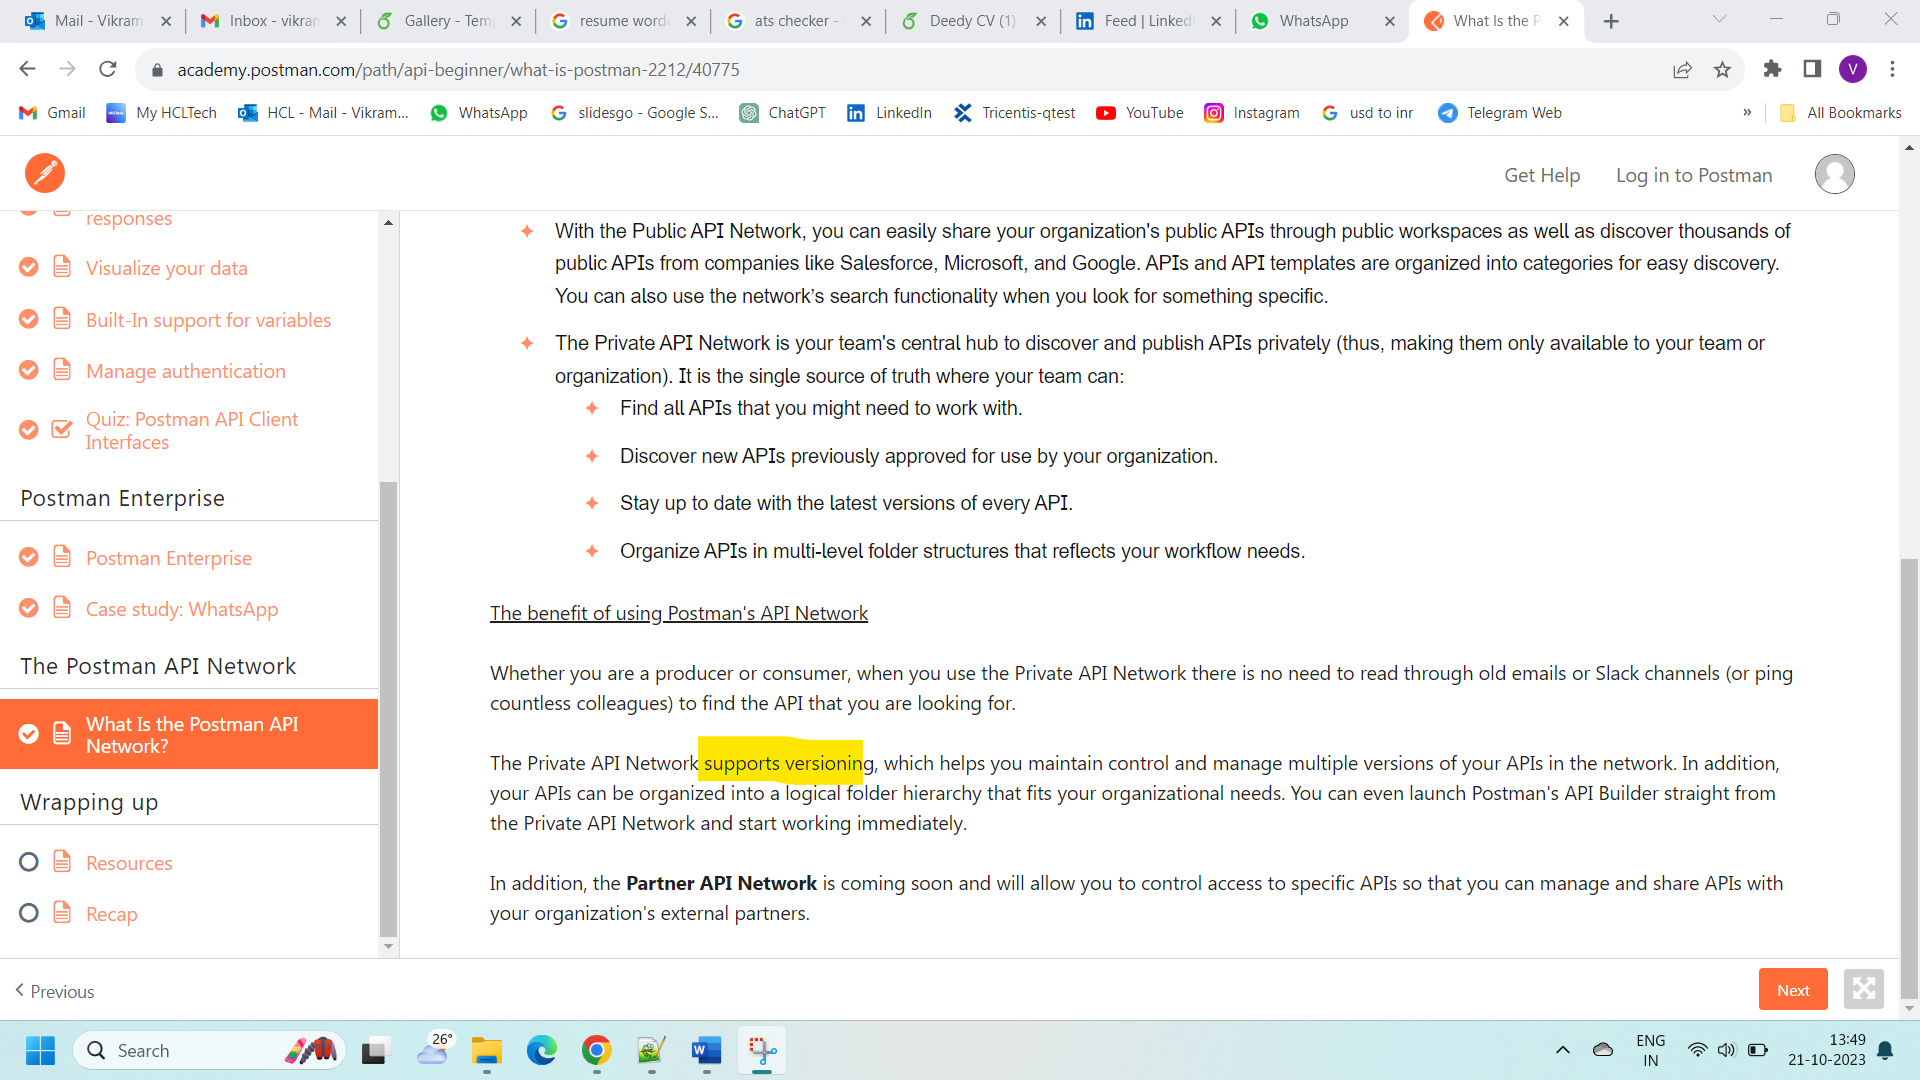 Mail - Vikram
Inbox - vikran
Gallery - Temp
resume word
ats checker -
Deedy CV (1)
Feed | Linked
WhatsApp
What Is the P
academy.postman.com/path/api-beginner/what-is-postman-2212/40775
V
Gmail
My HCLTech
HCL - Mail - Vikram...
WhatsApp
slidesgo - Google S...
ChatGPT
LinkedIn
Tricentis-qtest
YouTube
Instagram
usd to inr
Telegram Web
»
All Bookmarks
Get Help
Log in to Postman
responses
Visualize your data
Built-In support for variables
Manage authentication
Quiz: Postman API Client
Interfaces
Postman Enterprise
Postman Enterprise
Case study: WhatsApp
The Postman API Network
What Is the Postman API
Network?
Wrapping up
Resources
Recap
With the Public API Network, you can easily share your organization's public APIs through public workspaces as well as discover thousands of
public APIs from companies like Salesforce, Microsoft, and Google. APIs and API templates are organized into categories for easy discovery.
You can also use the network’s search functionality when you look for something specific.
The Private API Network is your team's central hub to discover and publish APIs privately (thus, making them only available to your team or
organization). It is the single source of truth where your team can:
Find all APIs that you might need to work with.
Discover new APIs previously approved for use by your organization.
Stay up to date with the latest versions of every API.
Organize APIs in multi-level folder structures that reflects your workflow needs.
The benefit of using Postman's API Network
Whether you are a producer or consumer, when you use the Private API Network there is no need to read through old emails or Slack channels (or ping
countless colleagues) to find the API that you are looking for.
The Private API Network supports versioning, which helps you maintain control and manage multiple versions of your APIs in the network. In addition,
your APIs can be organized into a logical folder hierarchy that fits your organizational needs. You can even launch Postman's API Builder straight from
the Private API Network and start working immediately.
In addition, the Partner API Network is coming soon and will allow you to control access to specific APIs so that you can manage and share APIs with
your organization's external partners.
Previous
Next
Search
26°
ENG
IN
13:49
21-10-2023